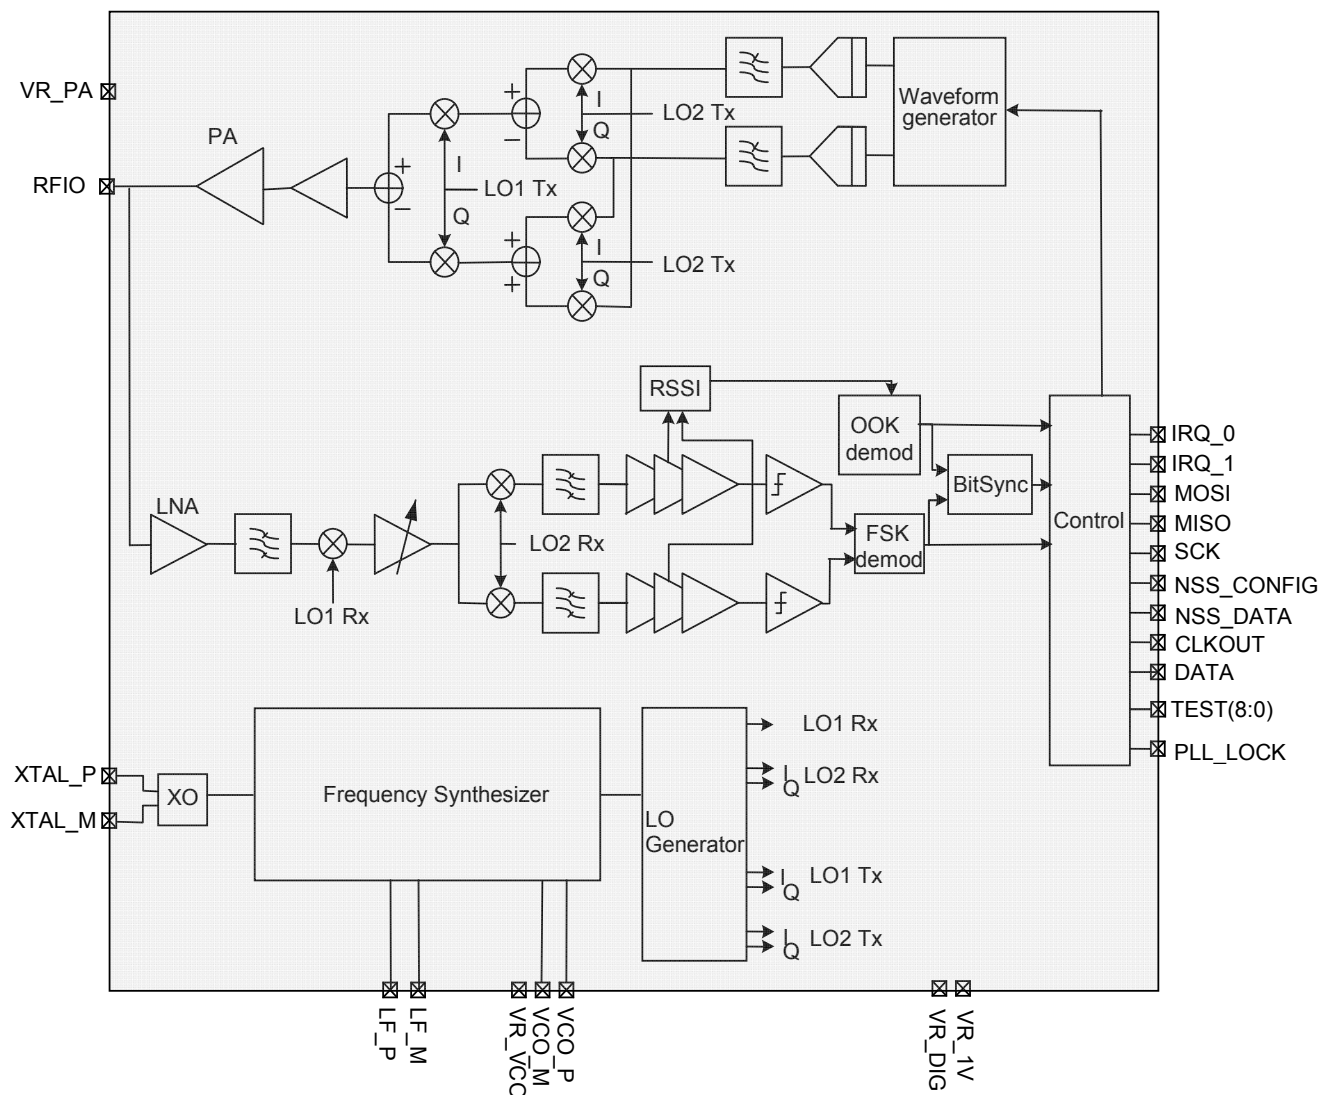 VR_PA
PA
RFIO
+
−
I
Q
LO1 Tx
+
−
I
Q
LO2 Tx
+
+
I
Q
LO2 Tx
+
−
Waveform
generator
RSSI
OOK
demod
BitSync
FSK
demod
Control
LNA
LO1 Rx
LO2 Rx
IRQ_0
IRQ_1
MOSI
MISO
SCK
NSS_CONFIG
NSS_DATA
CLKOUT
DATA
TEST(8:0)
PLL_LOCK
XTAL_P
XTAL_M
XO
Frequency Synthesizer
LO
Generator
LO1 Rx
I
Q
LO2 Rx
I
Q
LO1 Tx
I
Q
LO2 Tx
LF_P
LF_M
VR_VCO
VCO_M
VCO_P
VR_DIG
VR_1V